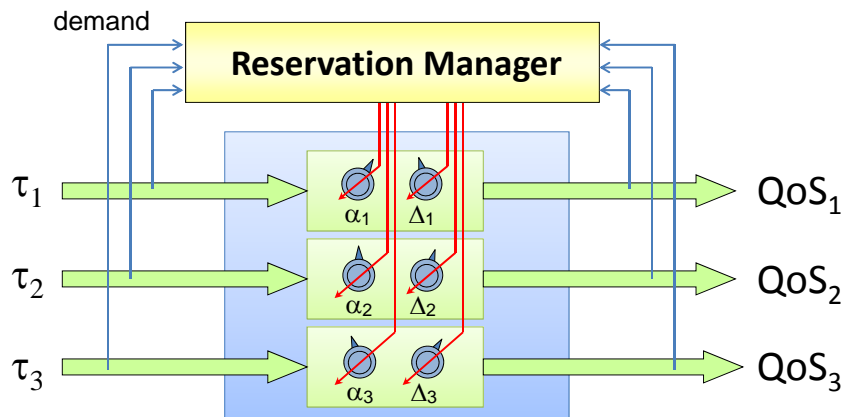 demand
Reservation Manager
τ₁ α₁ Δ₁ QoS₁
τ₂ α₂ Δ₂ QoS₂
τ₃ α₃ Δ₃ QoS₃